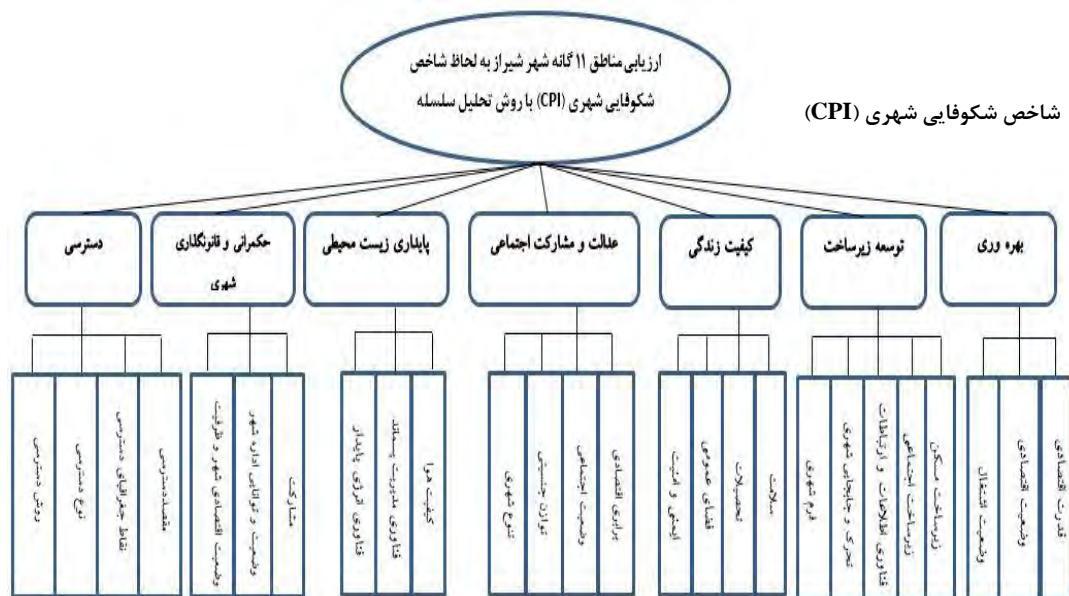 ارزیابی مناطق ۱۱ گانه شهر شیراز به لحاظ شاخص
شکوفایی شهری (CPI) با روش تحلیل سلسله
شاخص شکوفایی شهری (CPI)
بهره وری
توسعه زیرساخت
کیفیت زندگی
عدالت و مشارکت اجتماعی
پایداری زیست محیطی
حکمرانی و قانونگذاری
شهری
دسترسی
قدرت اقتصادی
وضعیت اقتصادی
وضعیت اشتغال
زیرساخت مسکن
زیرساخت اجتماعی
فناوری اطلاعات و ارتباطات
تحرک و جابجایی شهری
فرم شهری
سلامت
تحصیلات
فضای عمومی
ایمنی و امنیت
برابری اقتصادی
وضعیت اجتماعی
توازن جنسیتی
تنوع شهری
کیفیت هوا
فناوری مدیریت پسماند
فناوری انرژی پایدار
مشارکت
وضعیت و توانایی اداره شهر
وضعیت اقتصادی شهر و ظرفیت
مقصددسترسی
نقاط جغرافیای دسترسی
نوع دسترسی
روش دسترسی